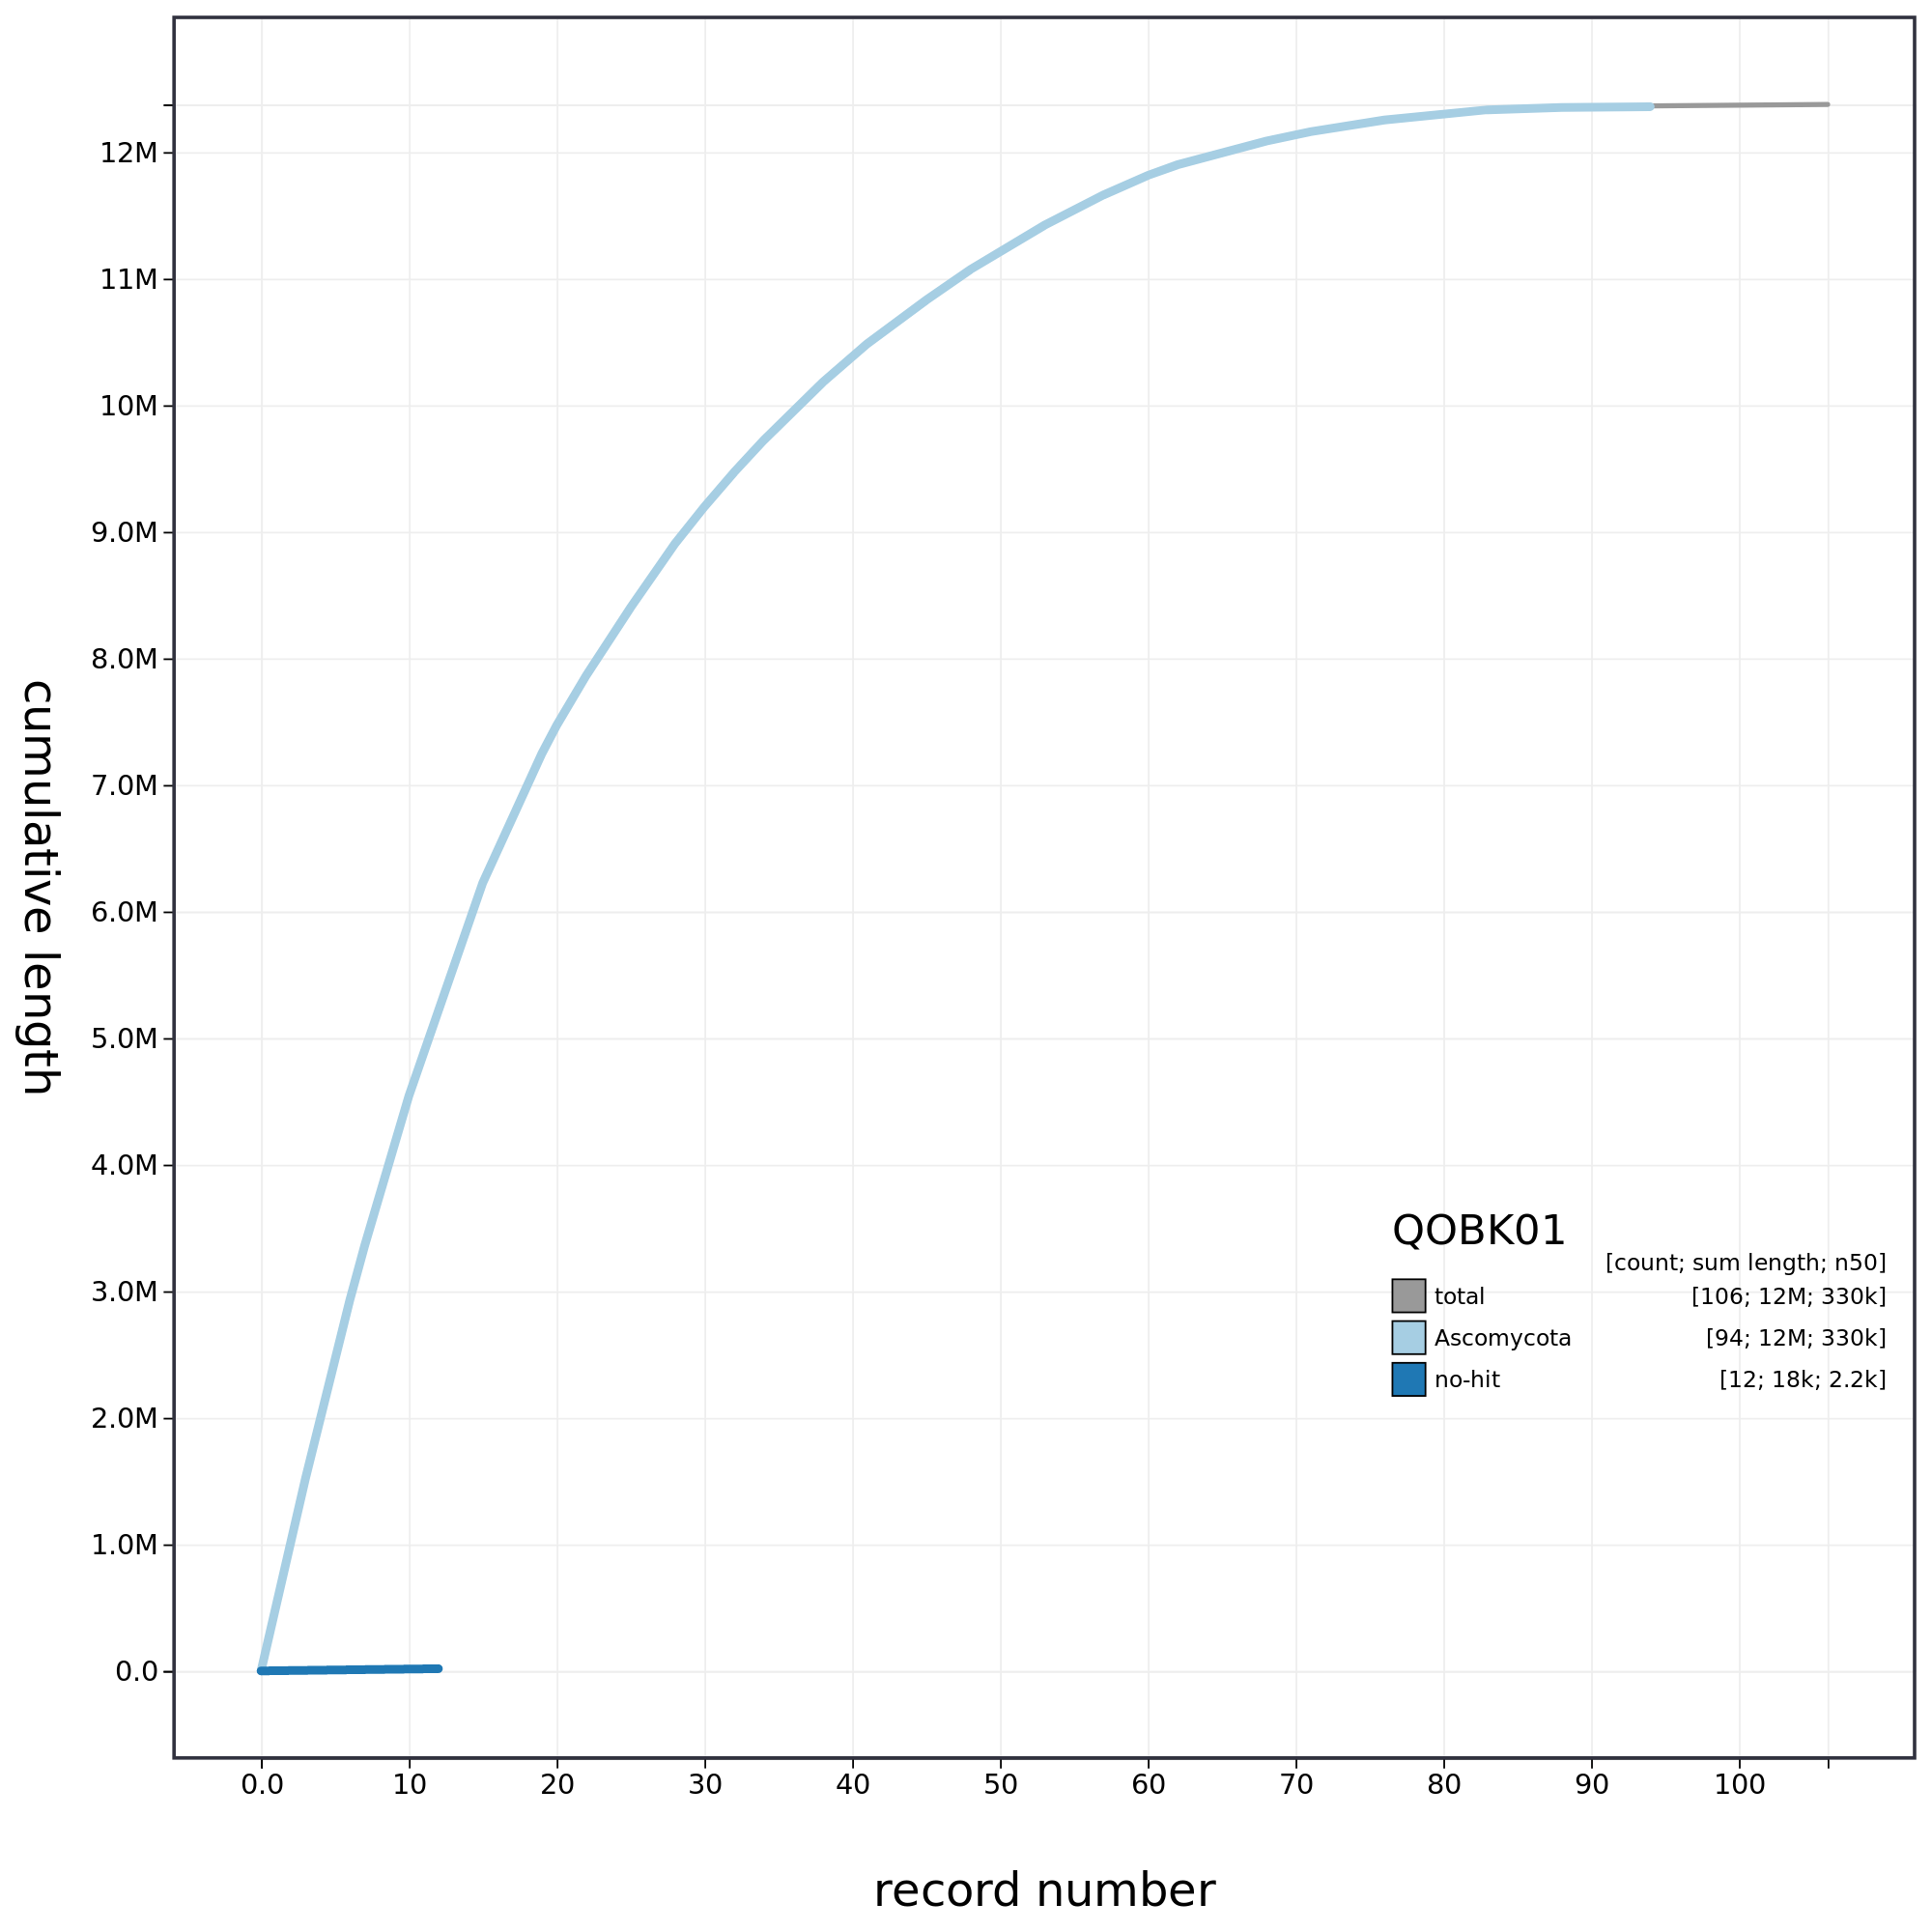 cumulative length
12M
11M
10M
9.0M
8.0M
7.0M
6.0M
5.0M
4.0M
3.0M
2.0M
1.0M
0.0
QOBK01
[count; sum length; n50]
total [106; 12M; 330k]
Ascomycota [94; 12M; 330k]
no-hit [12; 18k; 2.2k]
0.0 10 20 30 40 50 60 70 80 90 100
record number